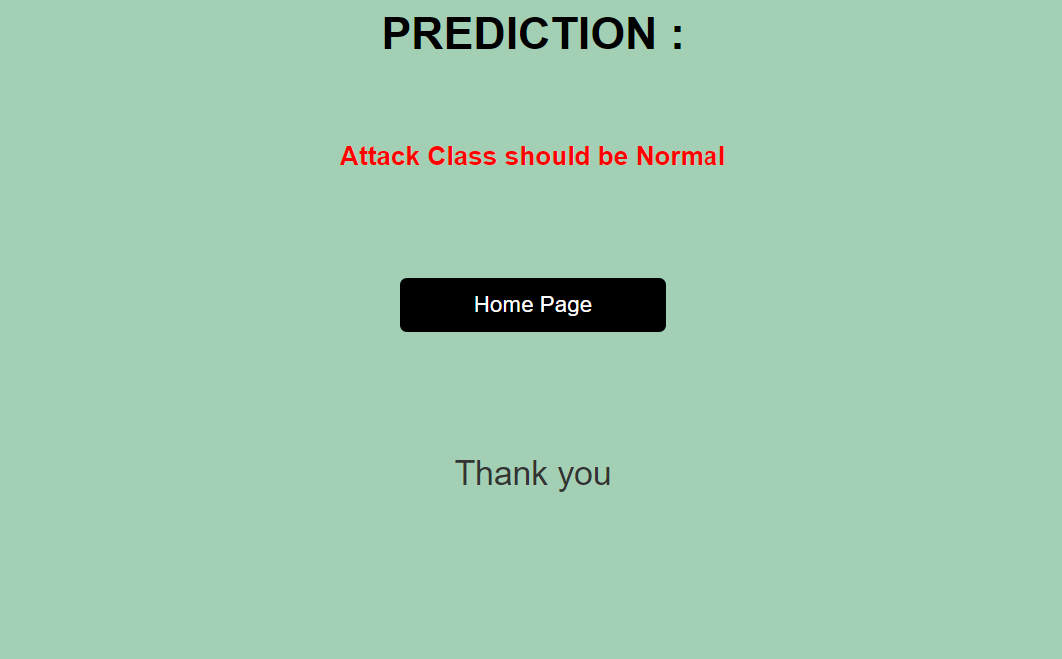 PREDICTION :
Attack Class should be Normal
Home Page
Thank you